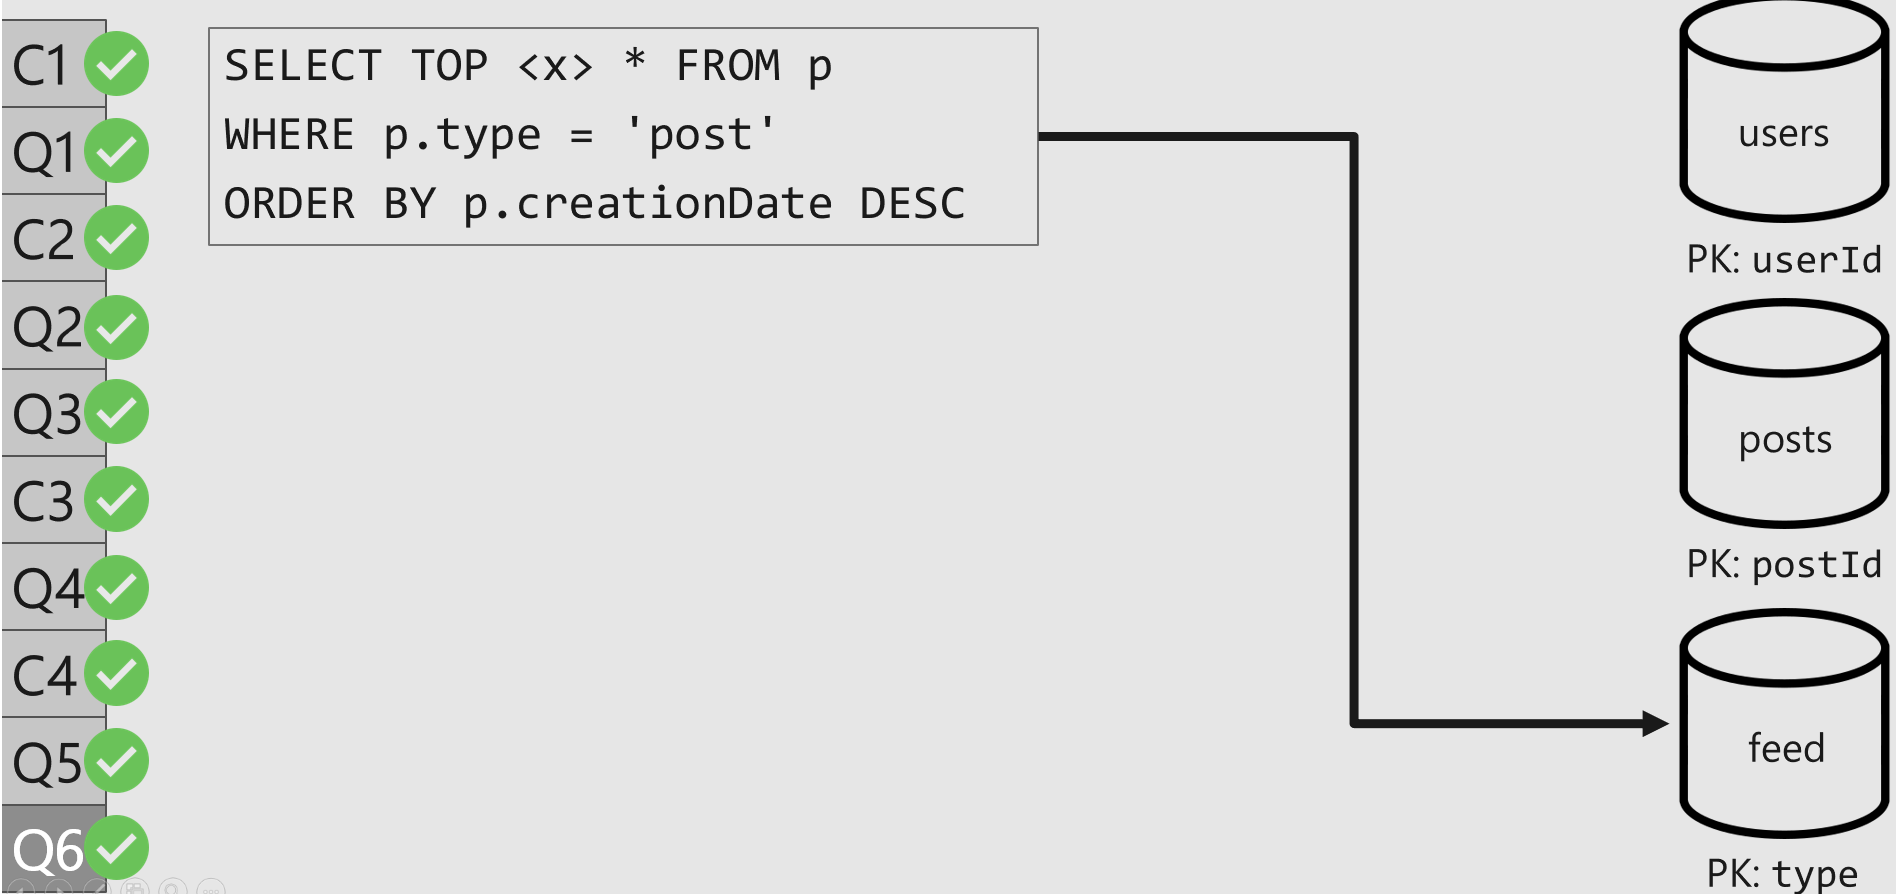 C1
Q1
C2
Q2
Q3
C3
Q4
C4
Q5
Q6
SELECT TOP <x> * FROM p
WHERE p.type = 'post'
ORDER BY p.creationDate DESC
users
PK: userId
posts
PK: postId
feed
PK: type